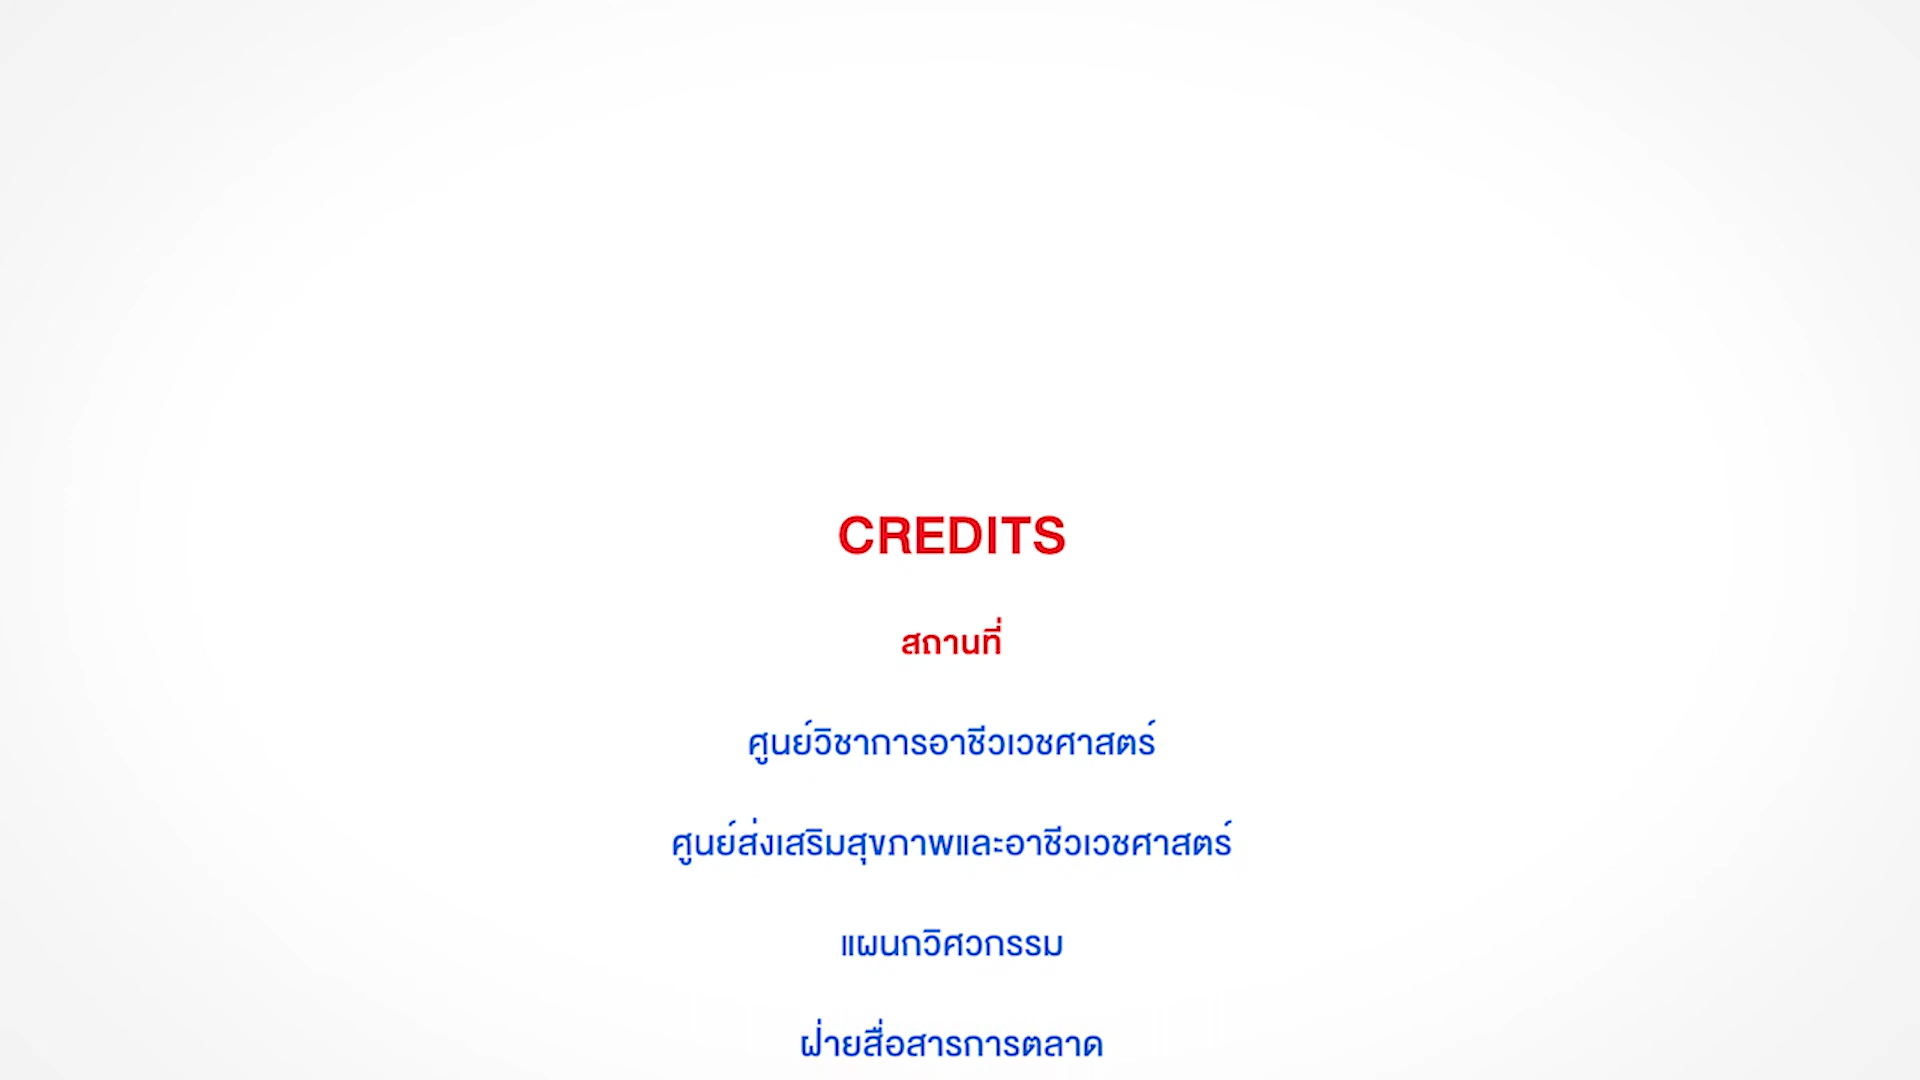 CREDITS
สถานที่
ศูนย์วิชาการอาชีวเวชศาสตร์
ศูนย์ส่งเสริมสุขภาพและอาชีวเวชศาสตร์
แผนกวิศวกรรม
ฝ่ายสื่อสารการตลาด